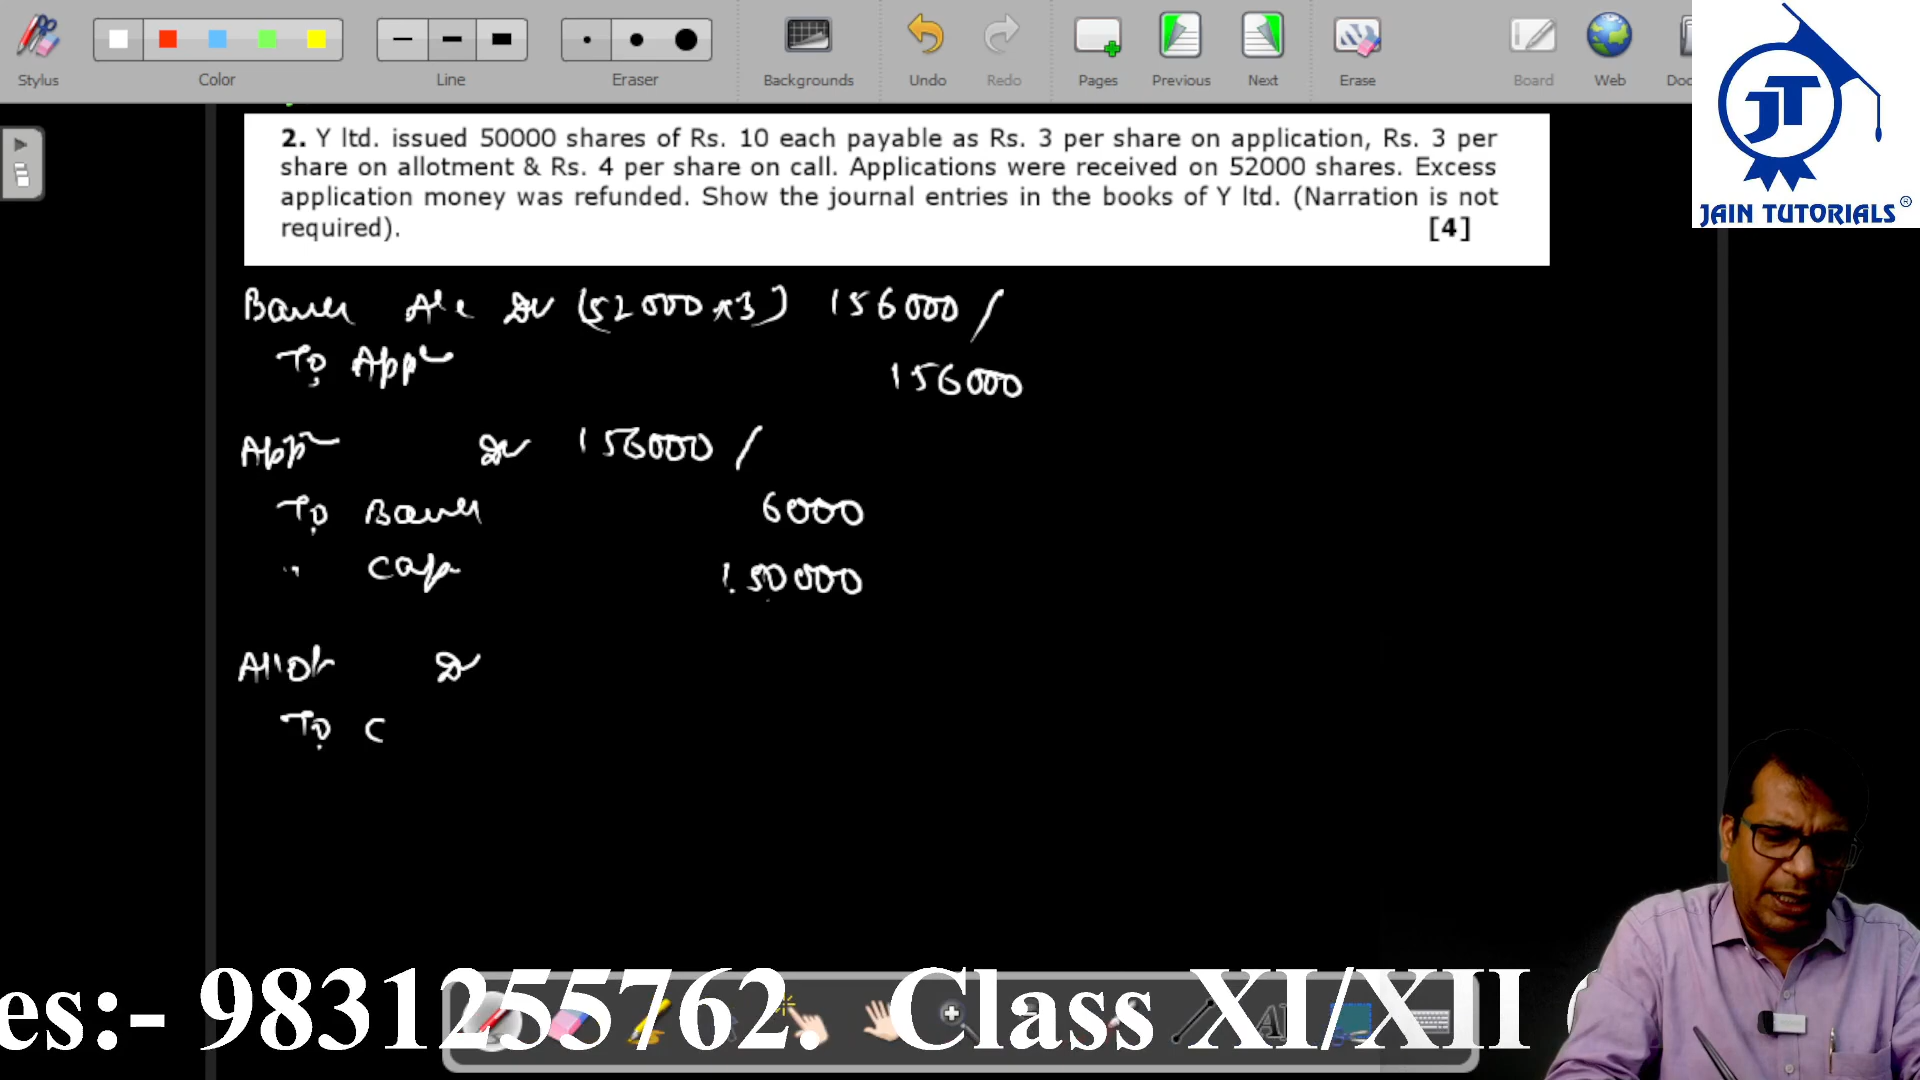 Stylus
Color
Line
Eraser
Backgrounds
Undo
Redo
Pages
Previous
Next
Erase
Board
Web
Doc
JT
JAIN TUTORIALS®
2. Y ltd. issued 50000 shares of Rs. 10 each payable as Rs. 3 per share on application, Rs. 3 per
share on allotment & Rs. 4 per share on call. Applications were received on 52000 shares. Excess
application money was refunded. Show the journal entries in the books of Y ltd. (Narration is not
required). [4]
Bank A/c Dr (52000×3) 156000 /
To Appn 156000
Appn Dr 156000 /
To Bank 6000
" Cap 150000
Allot Dr
To C
es:- 9831255762. Class XI/XII (